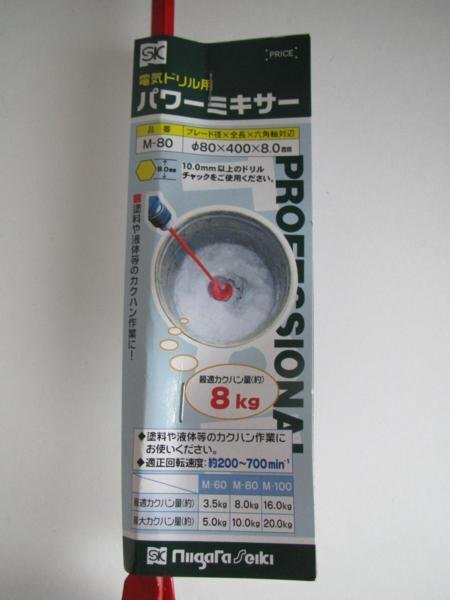 SK
PRICE
電気ドリル用
パワーミキサー
品番 ブレード径×全長×六角軸対辺
M-80 φ80×400×8.0mm
8.0mm
10.0mm以上のドリル
チャックをご使用ください。
PROFESSIONAL
■塗料や液体等のカクハン作業に!
最適カクハン量(約)
8kg
◆塗料や液体等のカクハン作業に
お使いください。
◆適正回転速度:約200~700min⁻¹
M-60 M-80 M-100
最適カクハン量(約) 3.5kg 8.0kg 16.0kg
最大カクハン量(約) 5.0kg 10.0kg 20.0kg
SK Niigata Seiki